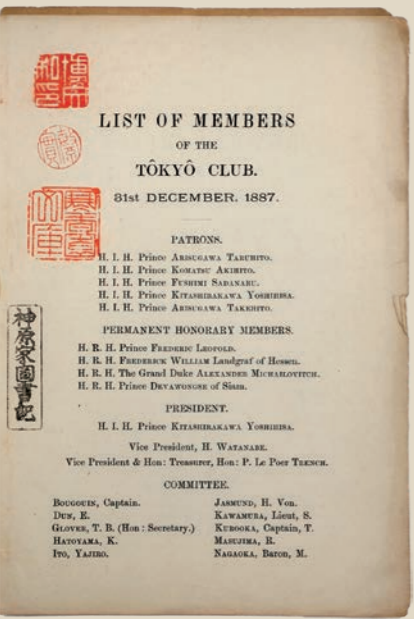 LIST OF MEMBERS
OF THE
TÔKYÔ CLUB.
31st DECEMBER. 1887.
PATRONS.
H. I. H. Prince ARISUGAWA TARUHITO.
H. I. H. Prince KOMATSU AKIHITO.
H. I. H. Prince FUSHIMI SADANARU.
H. I. H. Prince KITASHIRAKAWA YOSHIHISA.
H. I. H. Prince ARISUGAWA TAKEHITO.
PERMANENT HONORARY MEMBERS.
H. R. H. Prince FREDERIC LEOPOLD.
H. R. H. FREDERICK WILLIAM Landgraf of Hessen.
H. R. H. The Grand Duke ALEXANDER MICHAILOVITCH.
H. R. H. Prince DEVAWONGSE of Siam.
PRESIDENT.
H. I. H. Prince KITASHIRAKAWA YOSHIHISA.
Vice President, H. WATANABE.
Vice President & Hon: Treasurer, Hon: P. Le Poer TRENCH.
COMMITTEE.
BOUGOUIN, Captain.
DUN, E.
GLOVER, T. B. (Hon : Secretary.)
HATOYAMA, K.
ITO, YAJIRO.
JASMUND, H. Von.
KAWAMURA, Lieut, S.
KUROOKA, Captain, T.
MASUJIMA, R.
NAGAOKA, Baron, M.
神原家圖書記